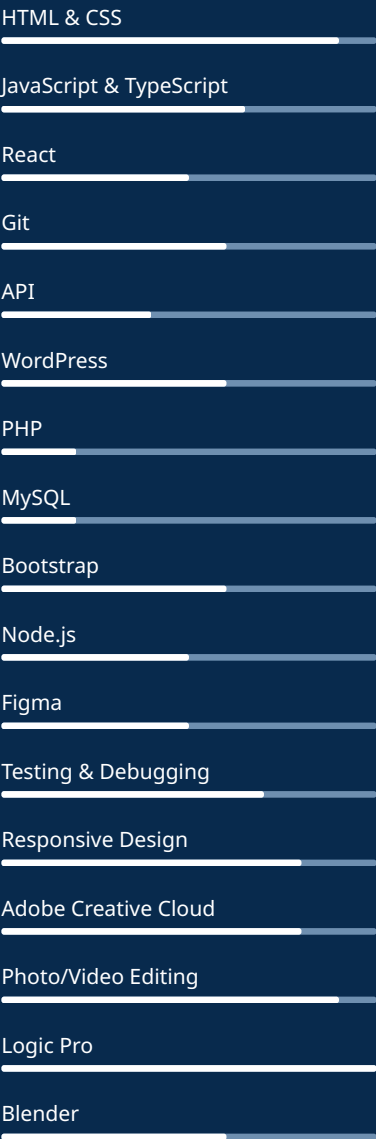 HTML & CSS
JavaScript & TypeScript
React
Git
API
WordPress
PHP
MySQL
Bootstrap
Node.js
Figma
Testing & Debugging
Responsive Design
Adobe Creative Cloud
Photo/Video Editing
Logic Pro
Blender